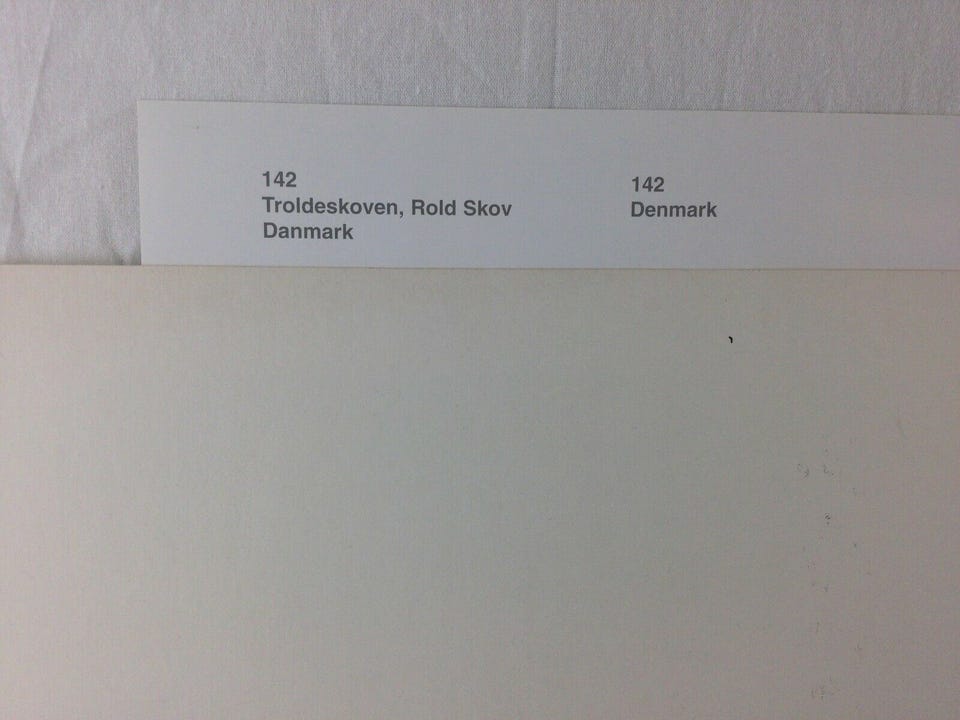 142
Troldeskoven, Rold Skov
Danmark
142
Denmark